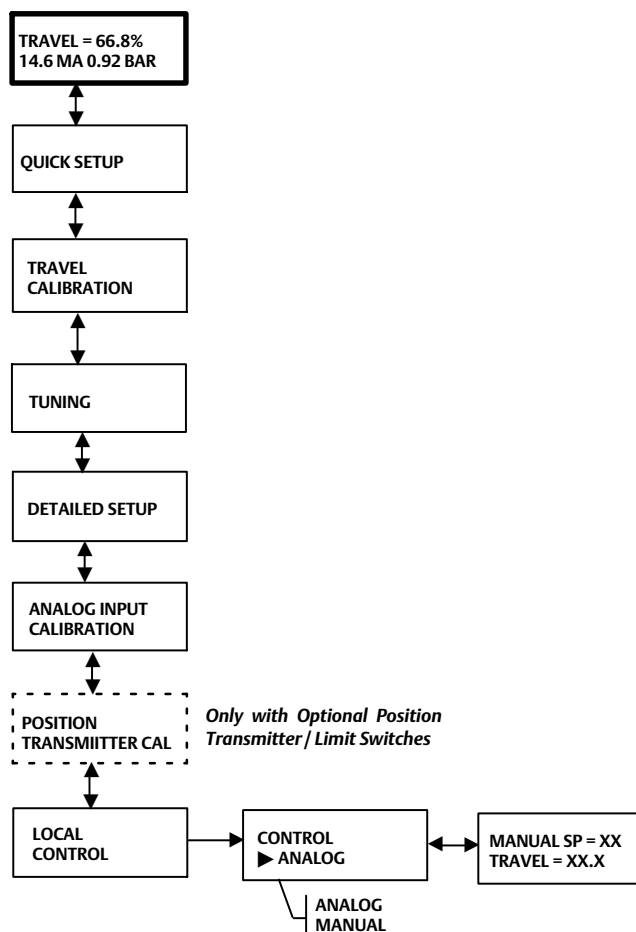 TRAVEL = 66.8%
14.6 MA 0.92 BAR
QUICK SETUP
TRAVEL
CALIBRATION
TUNING
DETAILED SETUP
ANALOG INPUT
CALIBRATION
POSITION
TRANSMIITTER CAL
Only with Optional Position
Transmitter / Limit Switches
LOCAL
CONTROL
CONTROL
▶ ANALOG
MANUAL SP = XX
TRAVEL = XX.X
ANALOG
MANUAL